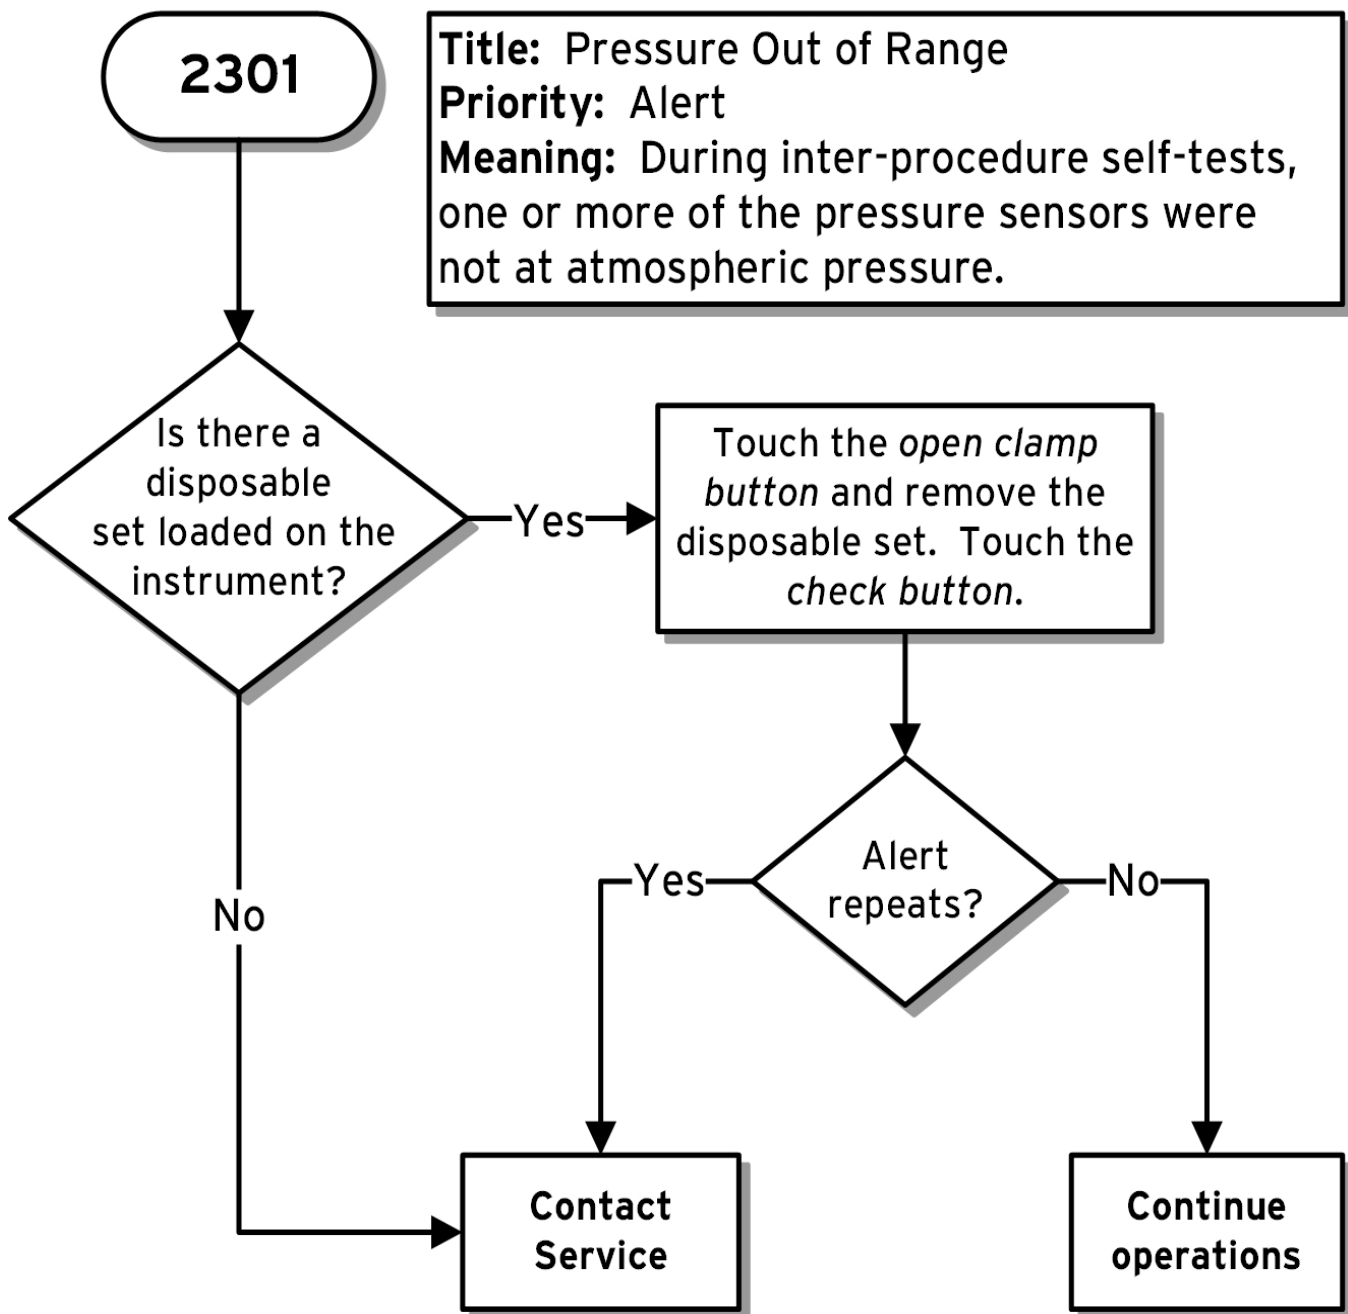 2301
Title: Pressure Out of Range
Priority: Alert
Meaning: During inter-procedure self-tests,
one or more of the pressure sensors were
not at atmospheric pressure.
Is there a
disposable
set loaded on the
instrument?
Yes
Touch the open clamp
button and remove the
disposable set. Touch the
check button.
Alert
repeats?
Yes
No
No
Contact
Service
Continue
operations